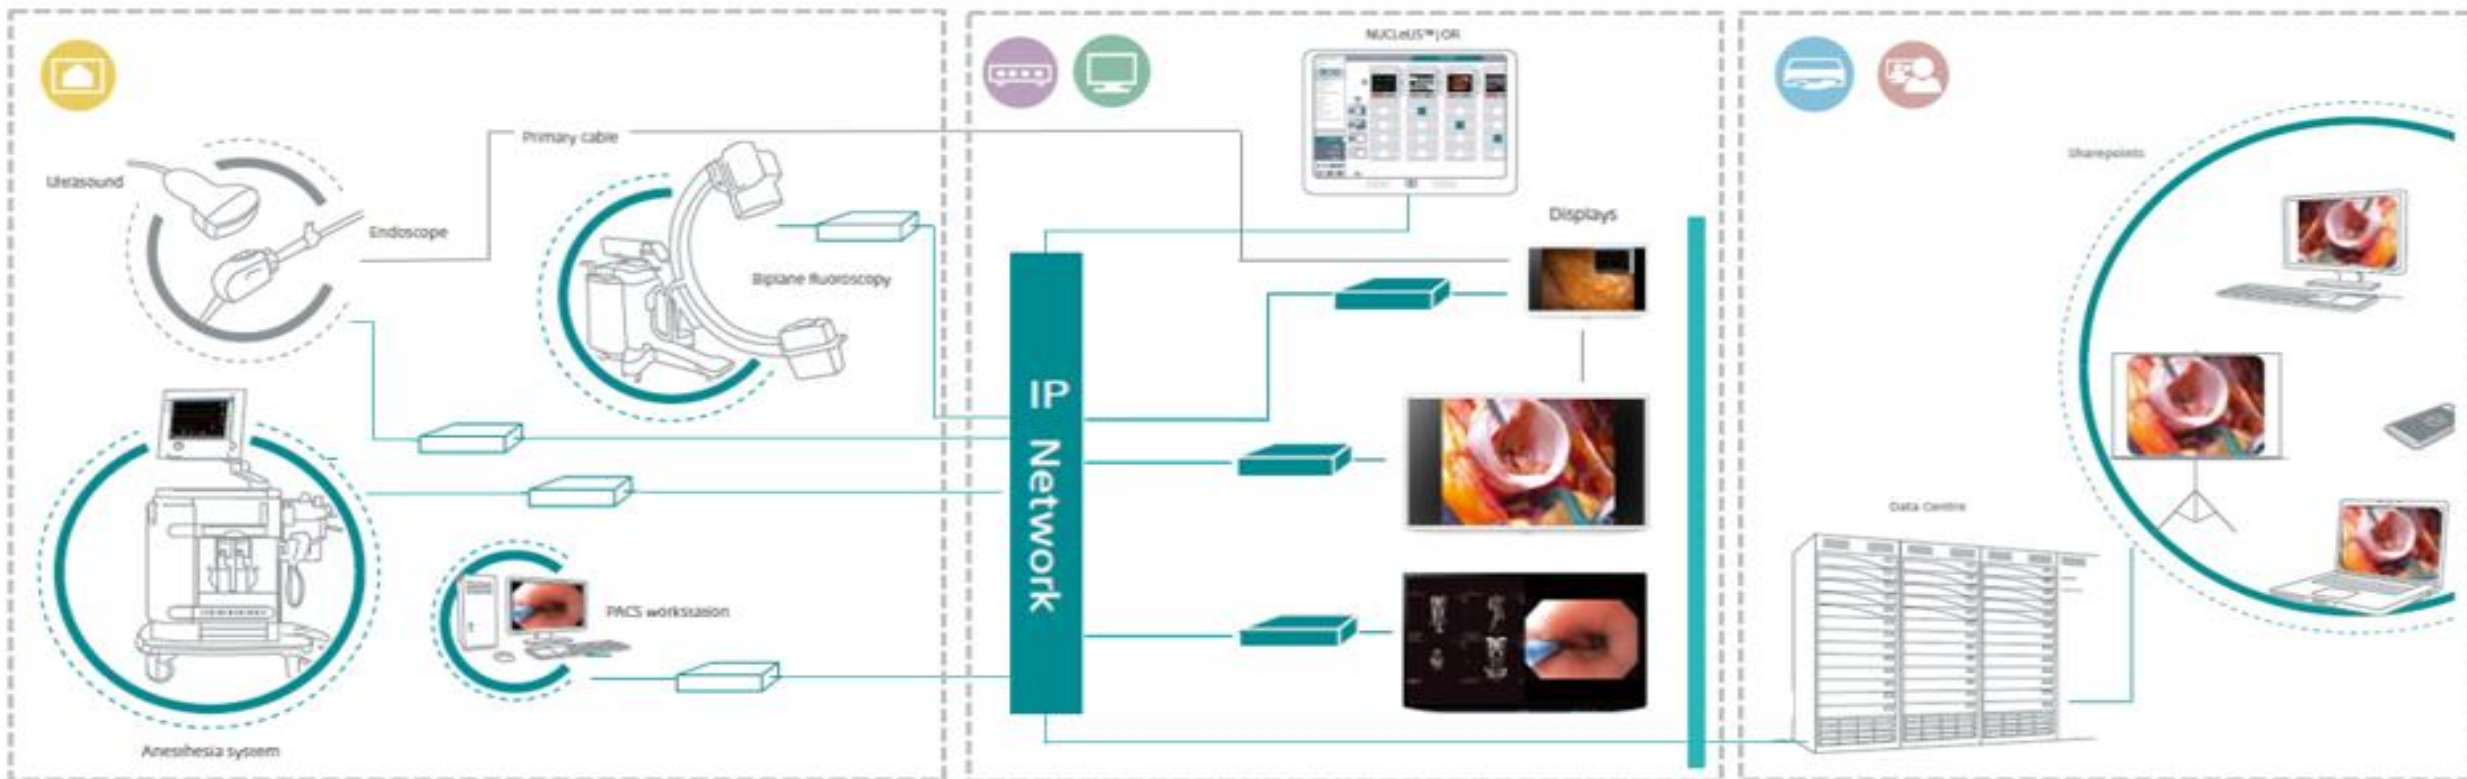 NUCLeUS™|OR
Primary cable
Ultrasound
Endoscope
Biplane fluoroscopy
Displays
Sharepoints
IP Network
Data Centre
PACS workstation
Anesthesia system